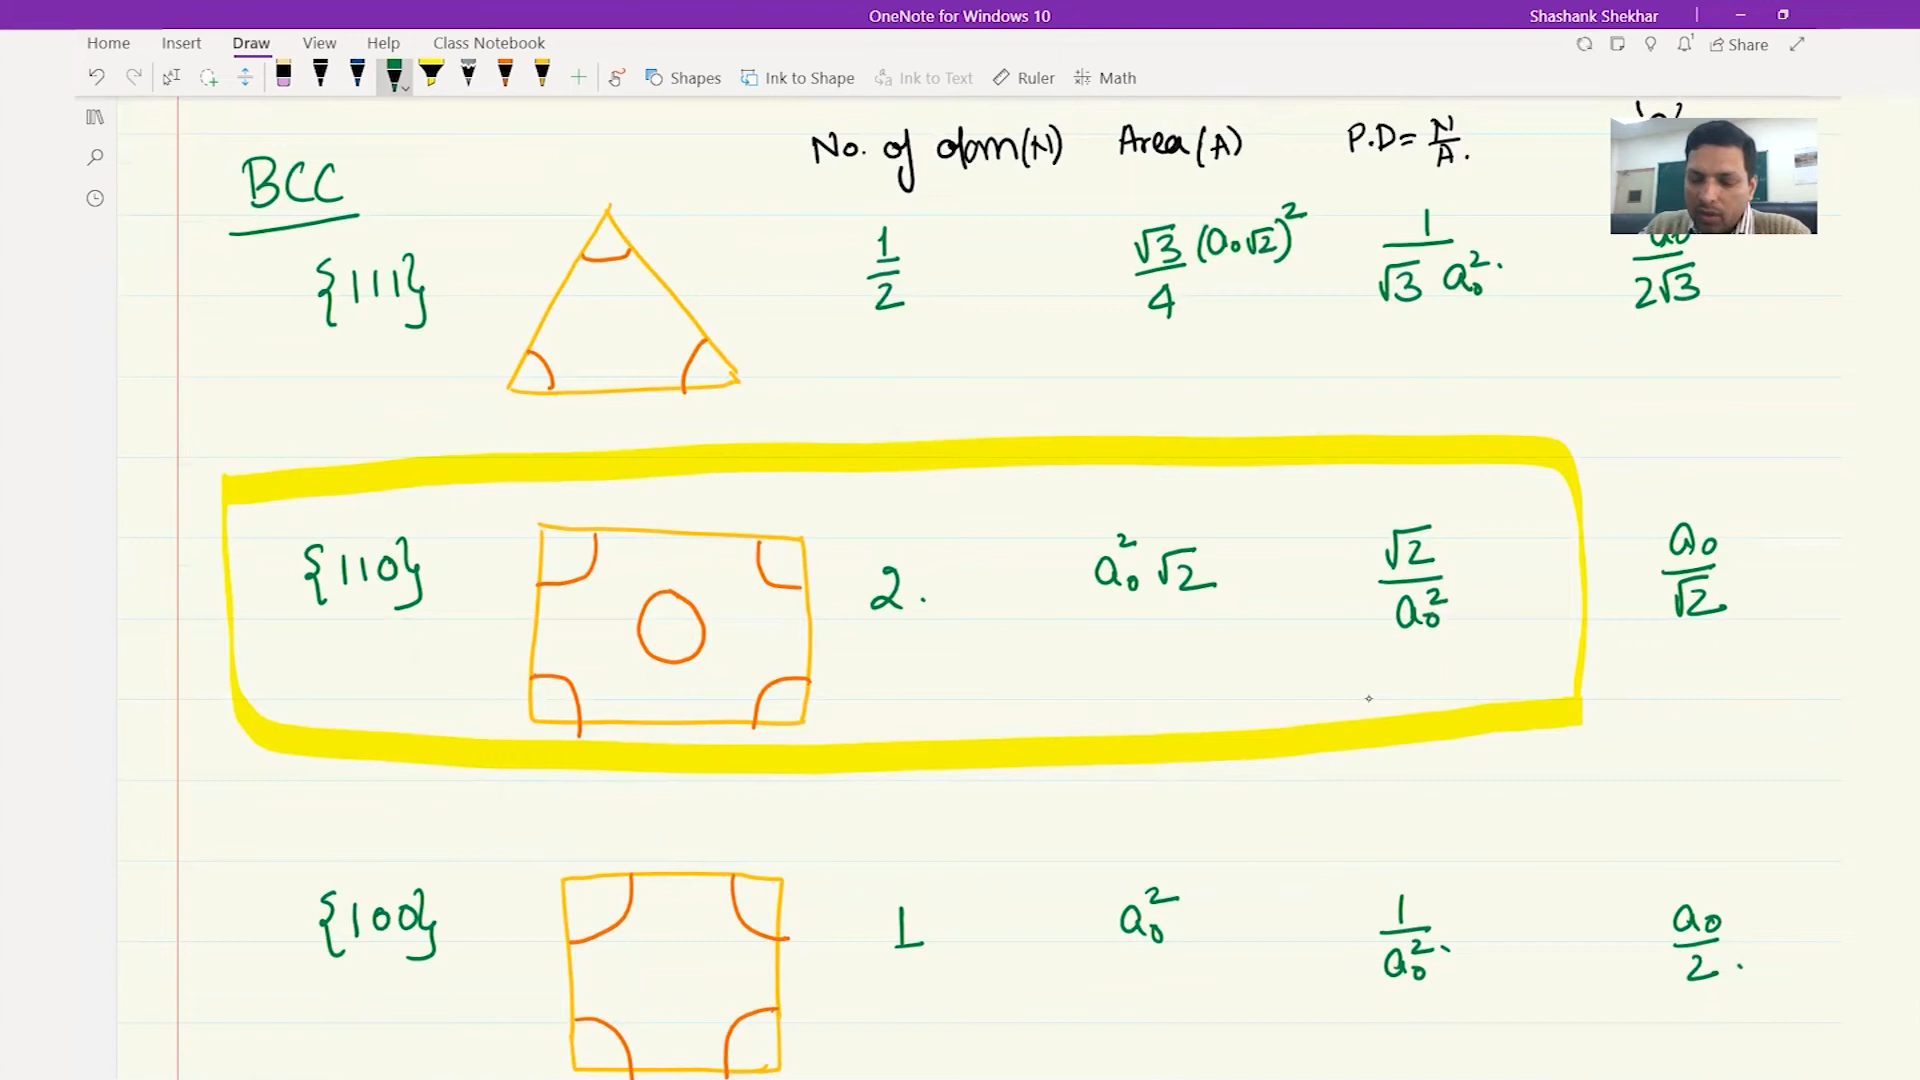 OneNote for Windows 10
Shashank Shekhar
Home Insert Draw View Help Class Notebook
Share
Shapes Ink to Shape Ink to Text Ruler Math
No. of atom(N) Area(A) P.D = N/A.
BCC
{111} 1/2 √3/4 (a₀√2)² 1/√3 a₀². a₀/2√3
{110} 2. a₀²√2 √2/a₀² a₀/√2
{100} 1 a₀² 1/a₀². a₀/2.